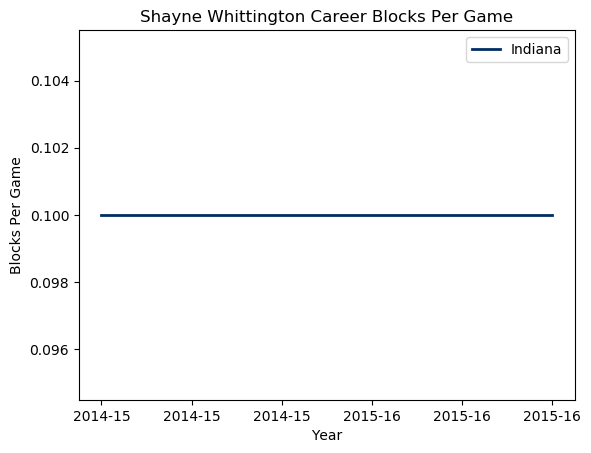 Shayne Whittington Career Blocks Per Game
Indiana
0.104
0.102
0.100
0.098
0.096
Blocks Per Game
2014-15 2014-15 2014-15 2015-16 2015-16 2015-16
Year